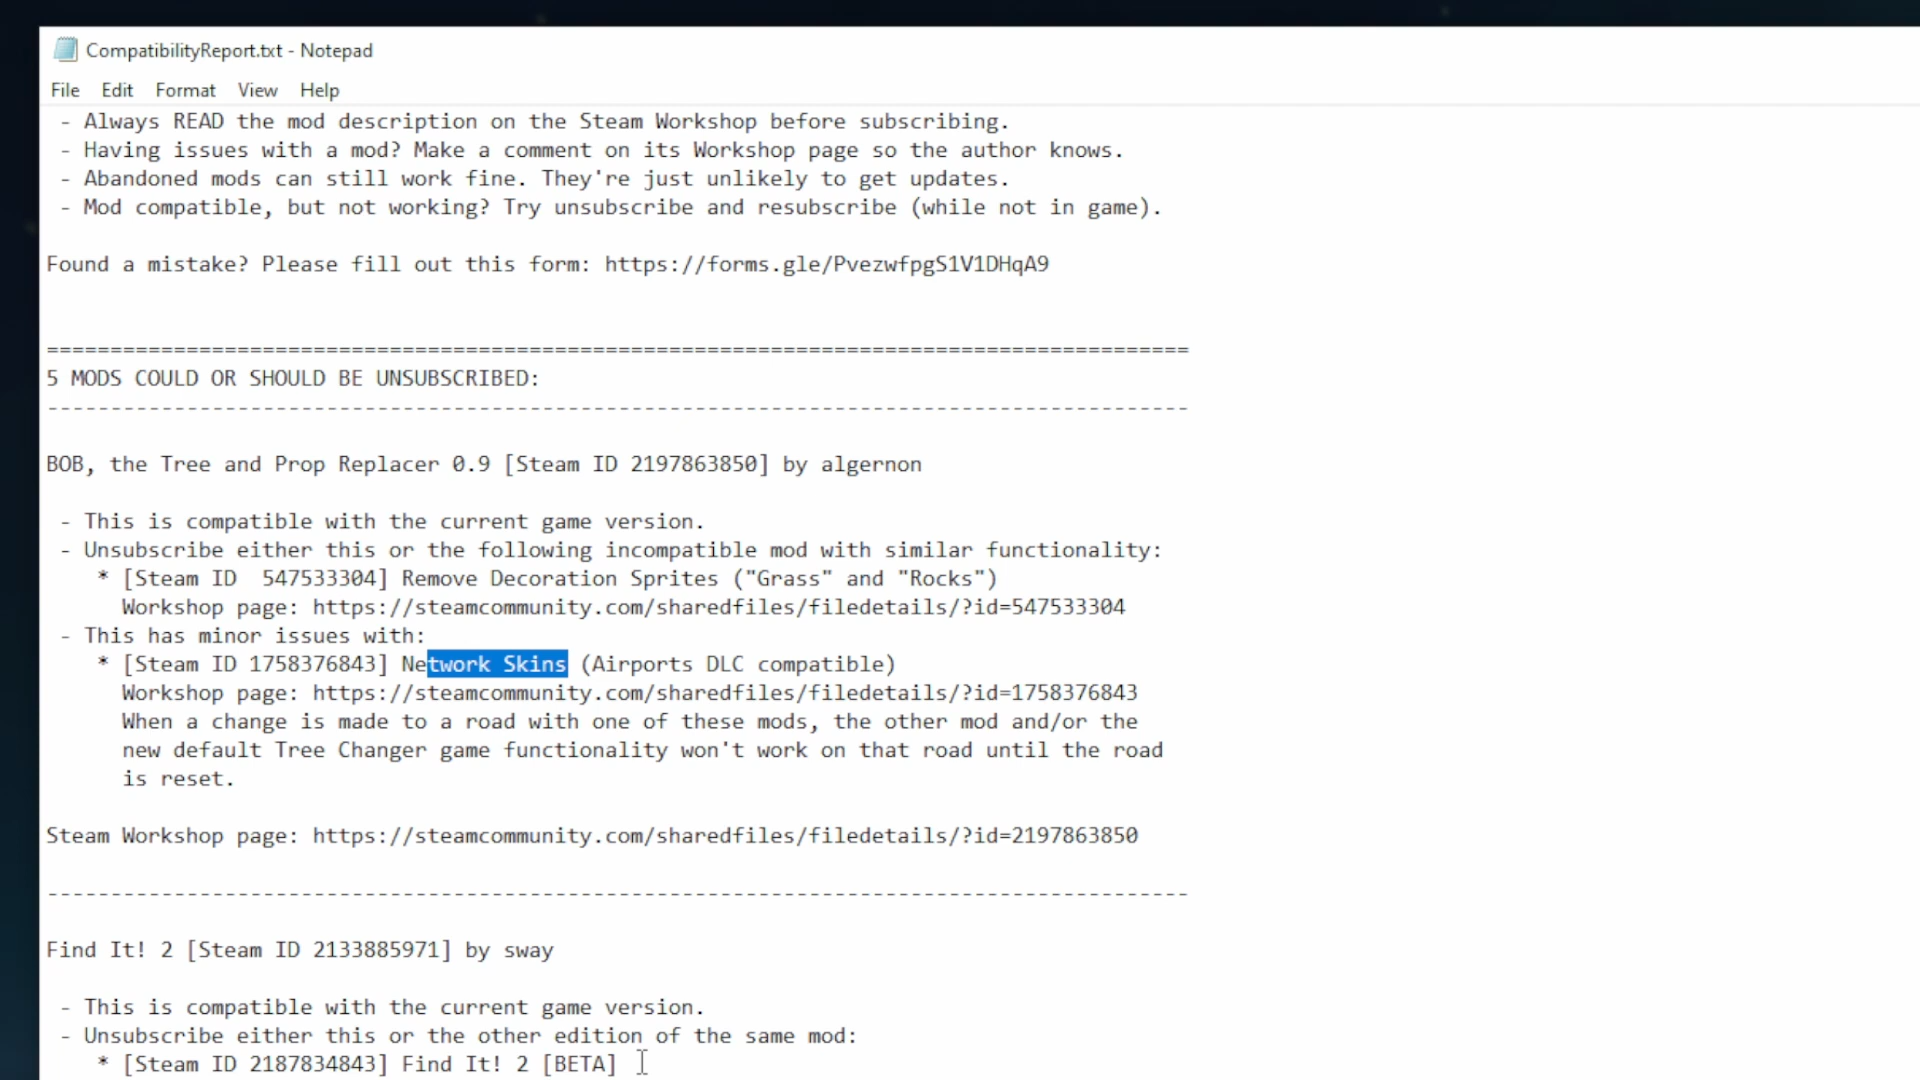 CompatibilityReport.txt - Notepad
File Edit Format View Help
- Always READ the mod description on the Steam Workshop before subscribing.
- Having issues with a mod? Make a comment on its Workshop page so the author knows.
- Abandoned mods can still work fine. They're just unlikely to get updates.
- Mod compatible, but not working? Try unsubscribe and resubscribe (while not in game).
Found a mistake? Please fill out this form: https://forms.gle/PvezwfpgS1V1DHqA9
==========================================================================================
5 MODS COULD OR SHOULD BE UNSUBSCRIBED:
------------------------------------------------------------------------------------------
BOB, the Tree and Prop Replacer 0.9 [Steam ID 2197863850] by algernon
- This is compatible with the current game version.
- Unsubscribe either this or the following incompatible mod with similar functionality:
* [Steam ID  547533304] Remove Decoration Sprites ("Grass" and "Rocks")
Workshop page: https://steamcommunity.com/sharedfiles/filedetails/?id=547533304
- This has minor issues with:
* [Steam ID 1758376843] Network Skins (Airports DLC compatible)
Workshop page: https://steamcommunity.com/sharedfiles/filedetails/?id=1758376843
When a change is made to a road with one of these mods, the other mod and/or the
new default Tree Changer game functionality won't work on that road until the road
is reset.
Steam Workshop page: https://steamcommunity.com/sharedfiles/filedetails/?id=2197863850
------------------------------------------------------------------------------------------
Find It! 2 [Steam ID 2133885971] by sway
- This is compatible with the current game version.
- Unsubscribe either this or the other edition of the same mod:
* [Steam ID 2187834843] Find It! 2 [BETA]